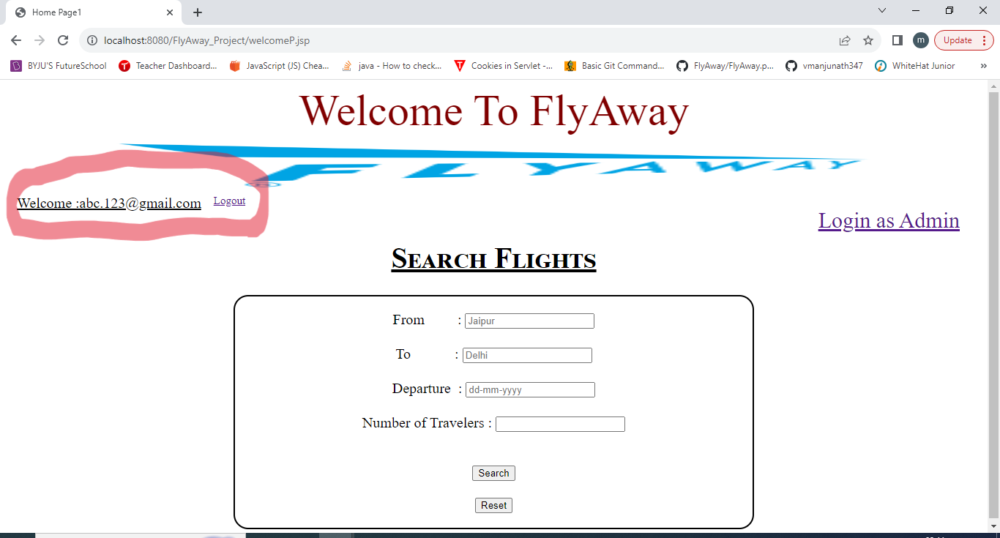 Home Page1
localhost:8080/FlyAway_Project/welcomeP.jsp
m
Update
BYJU'S FutureSchool
Teacher Dashboard...
JavaScript (JS) Chea...
java - How to check...
Cookies in Servlet -...
Basic Git Command...
FlyAway/FlyAway.p...
vmanjunath347
WhiteHat Junior
»
Welcome To FlyAway
FLYAWAY
Welcome :abc.123@gmail.com Logout
Login as Admin
Search Flights
From : Jaipur
To : Delhi
Departure : dd-mm-yyyy
Number of Travelers :
Search
Reset